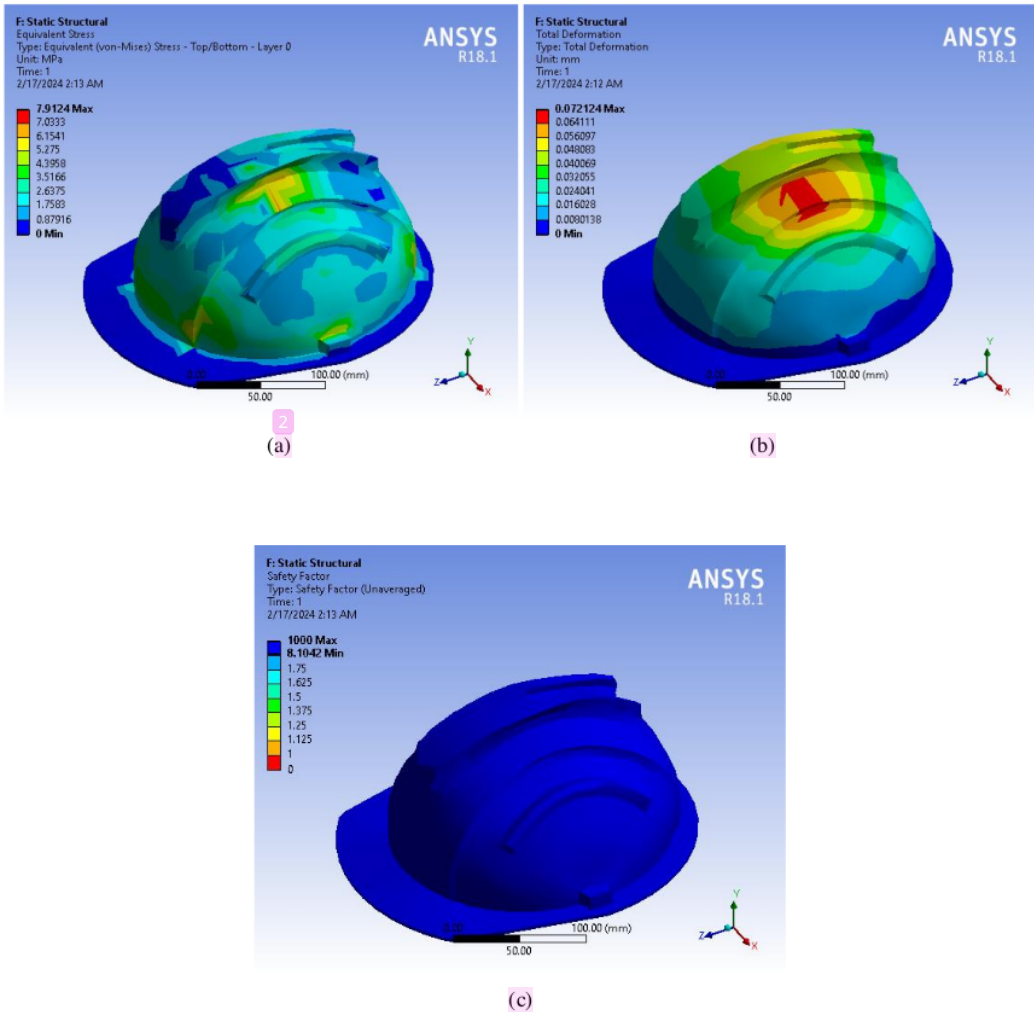 F: Static Structural
Equivalent Stress
Type: Equivalent (von-Mises) Stress - Top/Bottom - Layer 0
Unit: MPa
Time: 1
2/17/2024 2:13 AM
ANSYS
R18.1
7.9124 Max
7.0333
6.1541
5.275
4.3958
3.5166
2.6375
1.7583
0.87916
0 Min
0.00
100.00 (mm)
50.00
Y
Z
X
2
(a)
F: Static Structural
Total Deformation
Type: Total Deformation
Unit: mm
Time: 1
2/17/2024 2:12 AM
ANSYS
R18.1
0.072124 Max
0.064111
0.056097
0.048083
0.040069
0.032055
0.024041
0.016028
0.0080138
0 Min
0.00
100.00 (mm)
50.00
Y
Z
X
(b)
F: Static Structural
Safety Factor
Type: Safety Factor (Unaveraged)
Time: 1
2/17/2024 2:13 AM
ANSYS
R18.1
1000 Max
8.1042 Min
1.75
1.625
1.5
1.375
1.25
1.125
1
0
0.00
100.00 (mm)
50.00
Y
Z
X
(c)